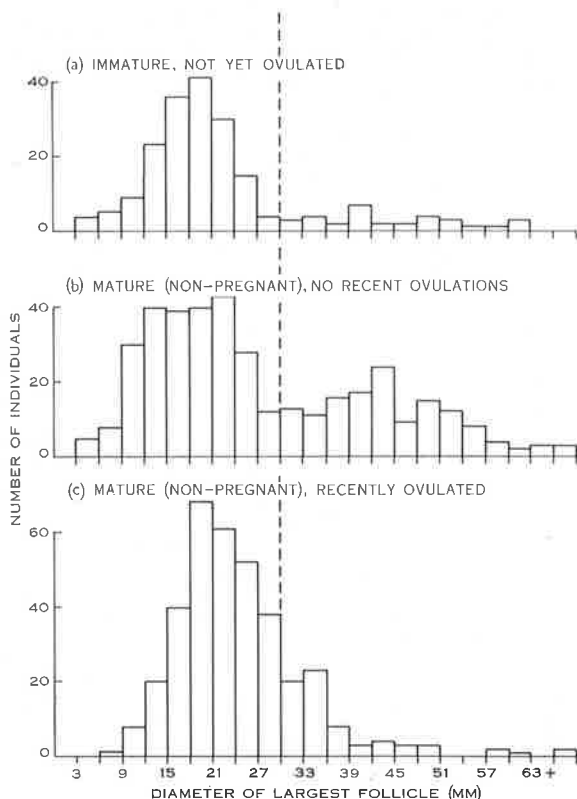 (a) IMMATURE, NOT YET OVULATED
40
20
0
(b) MATURE (NON-PREGNANT), NO RECENT OVULATIONS
40
20
0
(c) MATURE (NON-PREGNANT), RECENTLY OVULATED
60
40
20
0
NUMBER OF INDIVIDUALS
3 9 15 21 27 33 39 45 51 57 63+
DIAMETER OF LARGEST FOLLICLE (MM)